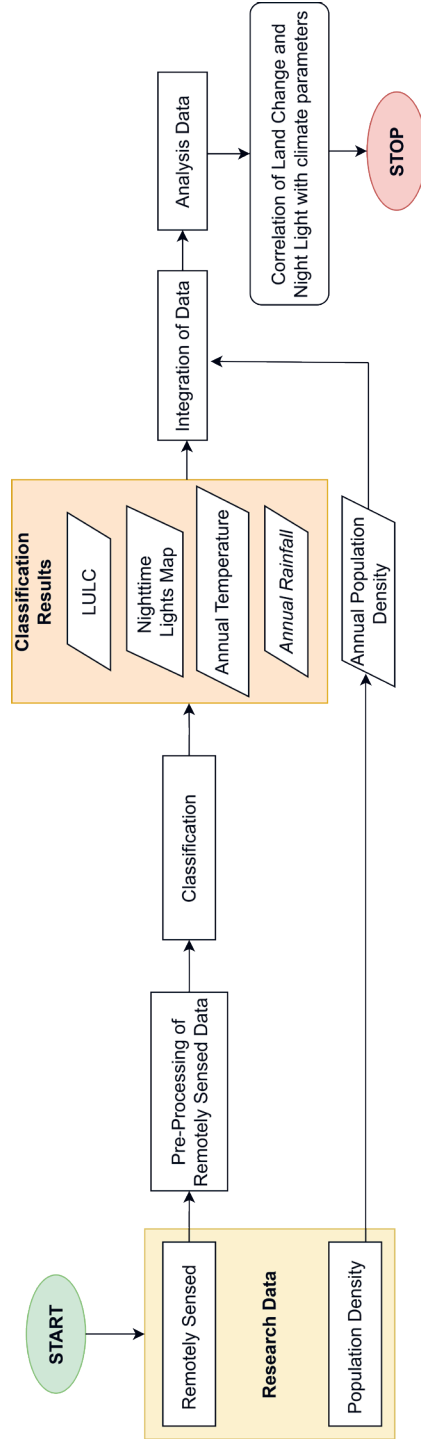 START
Remotely Sensed
Research Data
Population Density
Pre-Processing of
Remotely Sensed Data
Classification
Classification
Results
LULC
Nighttime
Lights Map
Annual Temperature
Annual Rainfall
Annual Population
Density
Integration of Data
Analysis Data
Correlation of Land Change and
Night Light with climate parameters
STOP